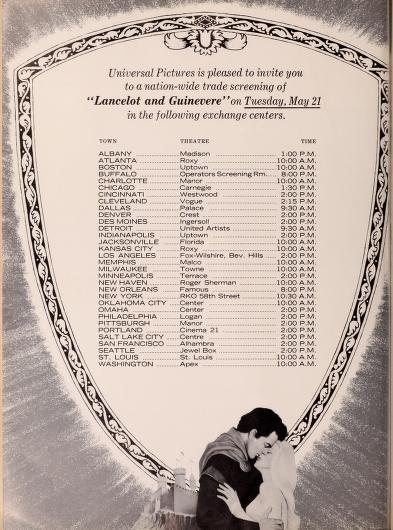 Universal Pictures is pleased to invite you
to a nation-wide trade screening of
"Lancelot and Guinevere" on Tuesday, May 21
in the following exchange centers.
TOWN THEATRE TIME
ALBANY Madison 1:00 P.M.
ATLANTA Roxy 10:00 A.M.
BOSTON Uptown 10:00 A.M.
BUFFALO Operators Screening Rm. 8:00 P.M.
CHARLOTTE Manor 10:00 A.M.
CHICAGO Carnegie 1:30 P.M.
CINCINNATI Westwood 2:00 P.M.
CLEVELAND Vogue 2:15 P.M.
DALLAS Palace 9:30 A.M.
DENVER Crest 2:00 P.M.
DES MOINES Ingersoll 2:00 P.M.
DETROIT United Artists 9:30 A.M.
INDIANAPOLIS Uptown 2:00 P.M.
JACKSONVILLE Florida 10:00 A.M.
KANSAS CITY Roxy 10:00 A.M.
LOS ANGELES Fox-Wilshire, Bev. Hills 2:00 P.M.
MEMPHIS Malco 10:00 A.M.
MILWAUKEE Towne 10:00 A.M.
MINNEAPOLIS Terrace 2:00 P.M.
NEW HAVEN Roger Sherman 10:00 A.M.
NEW ORLEANS Famous 8:00 P.M.
NEW YORK RKO 58th Street 10:30 A.M.
OKLAHOMA CITY Center 10:00 A.M.
OMAHA Center 2:00 P.M.
PHILADELPHIA Logan 2:00 P.M.
PITTSBURGH Manor 2:00 P.M.
PORTLAND Cinema 21 2:00 P.M.
SALT LAKE CITY Centre 2:00 P.M.
SAN FRANCISCO Alhambra 2:00 P.M.
SEATTLE Jewel Box 2:00 P.M.
ST. LOUIS St. Louis 10:00 A.M.
WASHINGTON Apex 10:00 A.M.